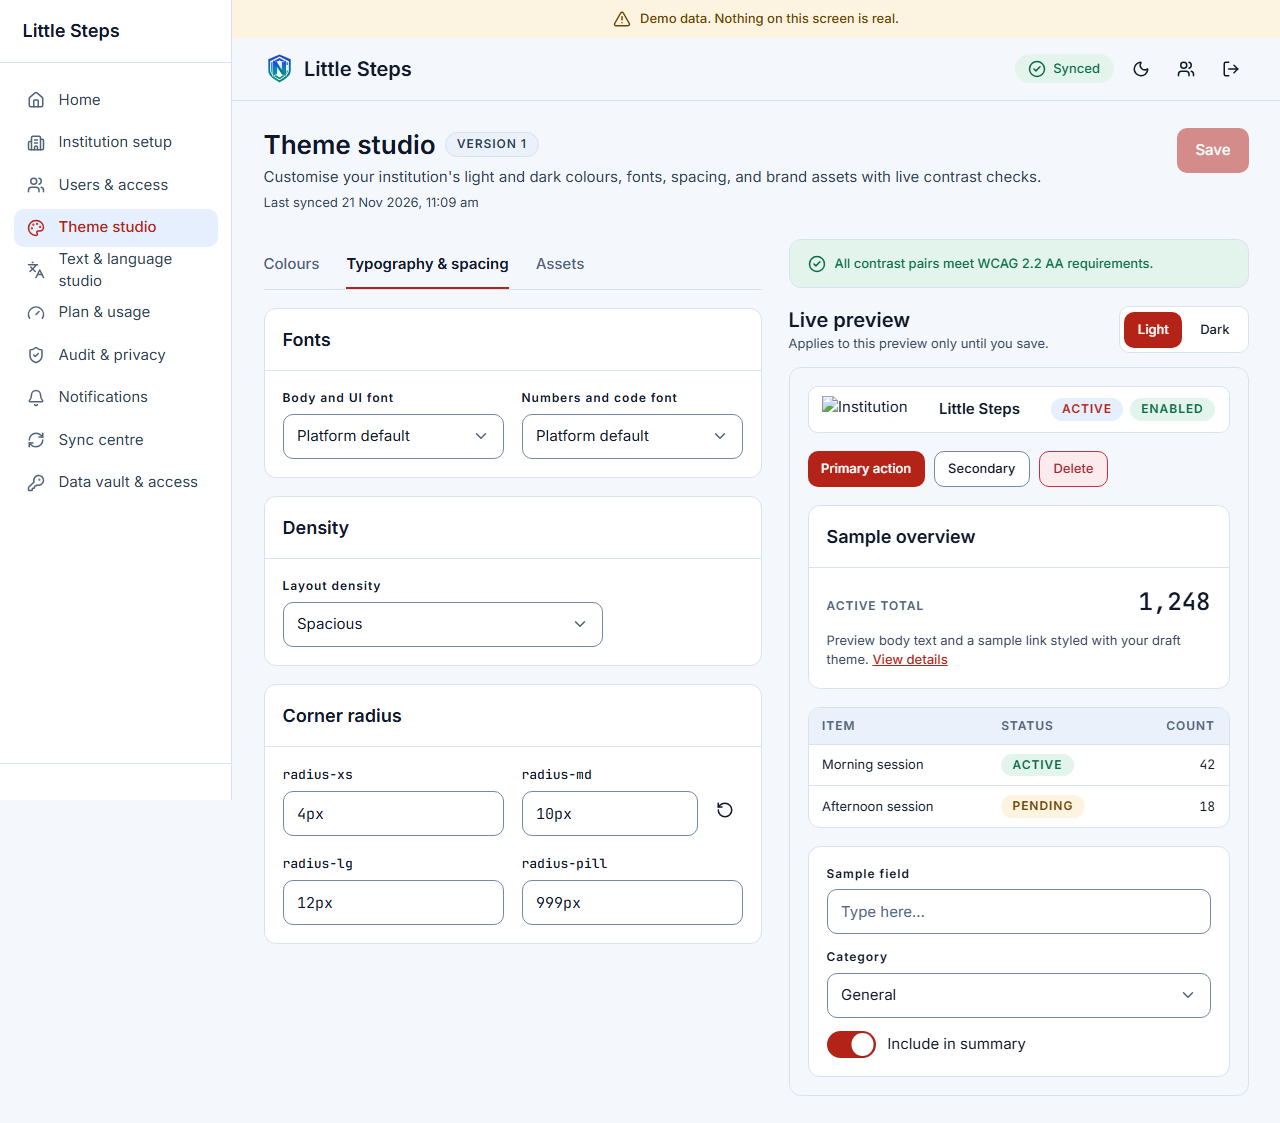 Little Steps
Home
Institution setup
Users & access
Theme studio
Text & language
studio
Plan & usage
Audit & privacy
Notifications
Sync centre
Data vault & access
Demo data. Nothing on this screen is real.
Little Steps
Synced
Theme studio
VERSION 1
Save
Customise your institution's light and dark colours, fonts, spacing, and brand assets with live contrast checks.
Last synced 21 Nov 2026, 11:09 am
Colours
Typography & spacing
Assets
Fonts
Body and UI font
Numbers and code font
Platform default
Platform default
Density
Layout density
Spacious
Corner radius
radius-xs
radius-md
4px
10px
radius-lg
radius-pill
12px
999px
All contrast pairs meet WCAG 2.2 AA requirements.
Live preview
Applies to this preview only until you save.
Light
Dark
Institution
Little Steps
ACTIVE
ENABLED
Primary action
Secondary
Delete
Sample overview
ACTIVE TOTAL
1,248
Preview body text and a sample link styled with your draft
theme. View details
ITEM
STATUS
COUNT
Morning session
ACTIVE
42
Afternoon session
PENDING
18
Sample field
Type here...
Category
General
Include in summary